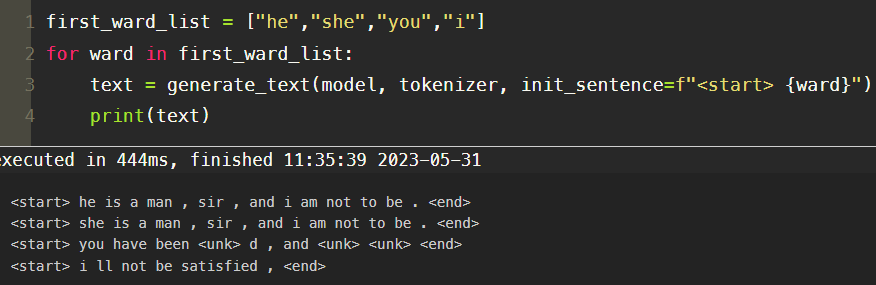 1 first_ward_list = ["he","she","you","i"]
2 for ward in first_ward_list:
3     text = generate_text(model, tokenizer, init_sentence=f"<start> {ward}")
4     print(text)
executed in 444ms, finished 11:35:39 2023-05-31
<start> he is a man , sir , and i am not to be . <end>
<start> she is a man , sir , and i am not to be . <end>
<start> you have been <unk> d , and <unk> <unk> <end>
<start> i ll not be satisfied , <end>